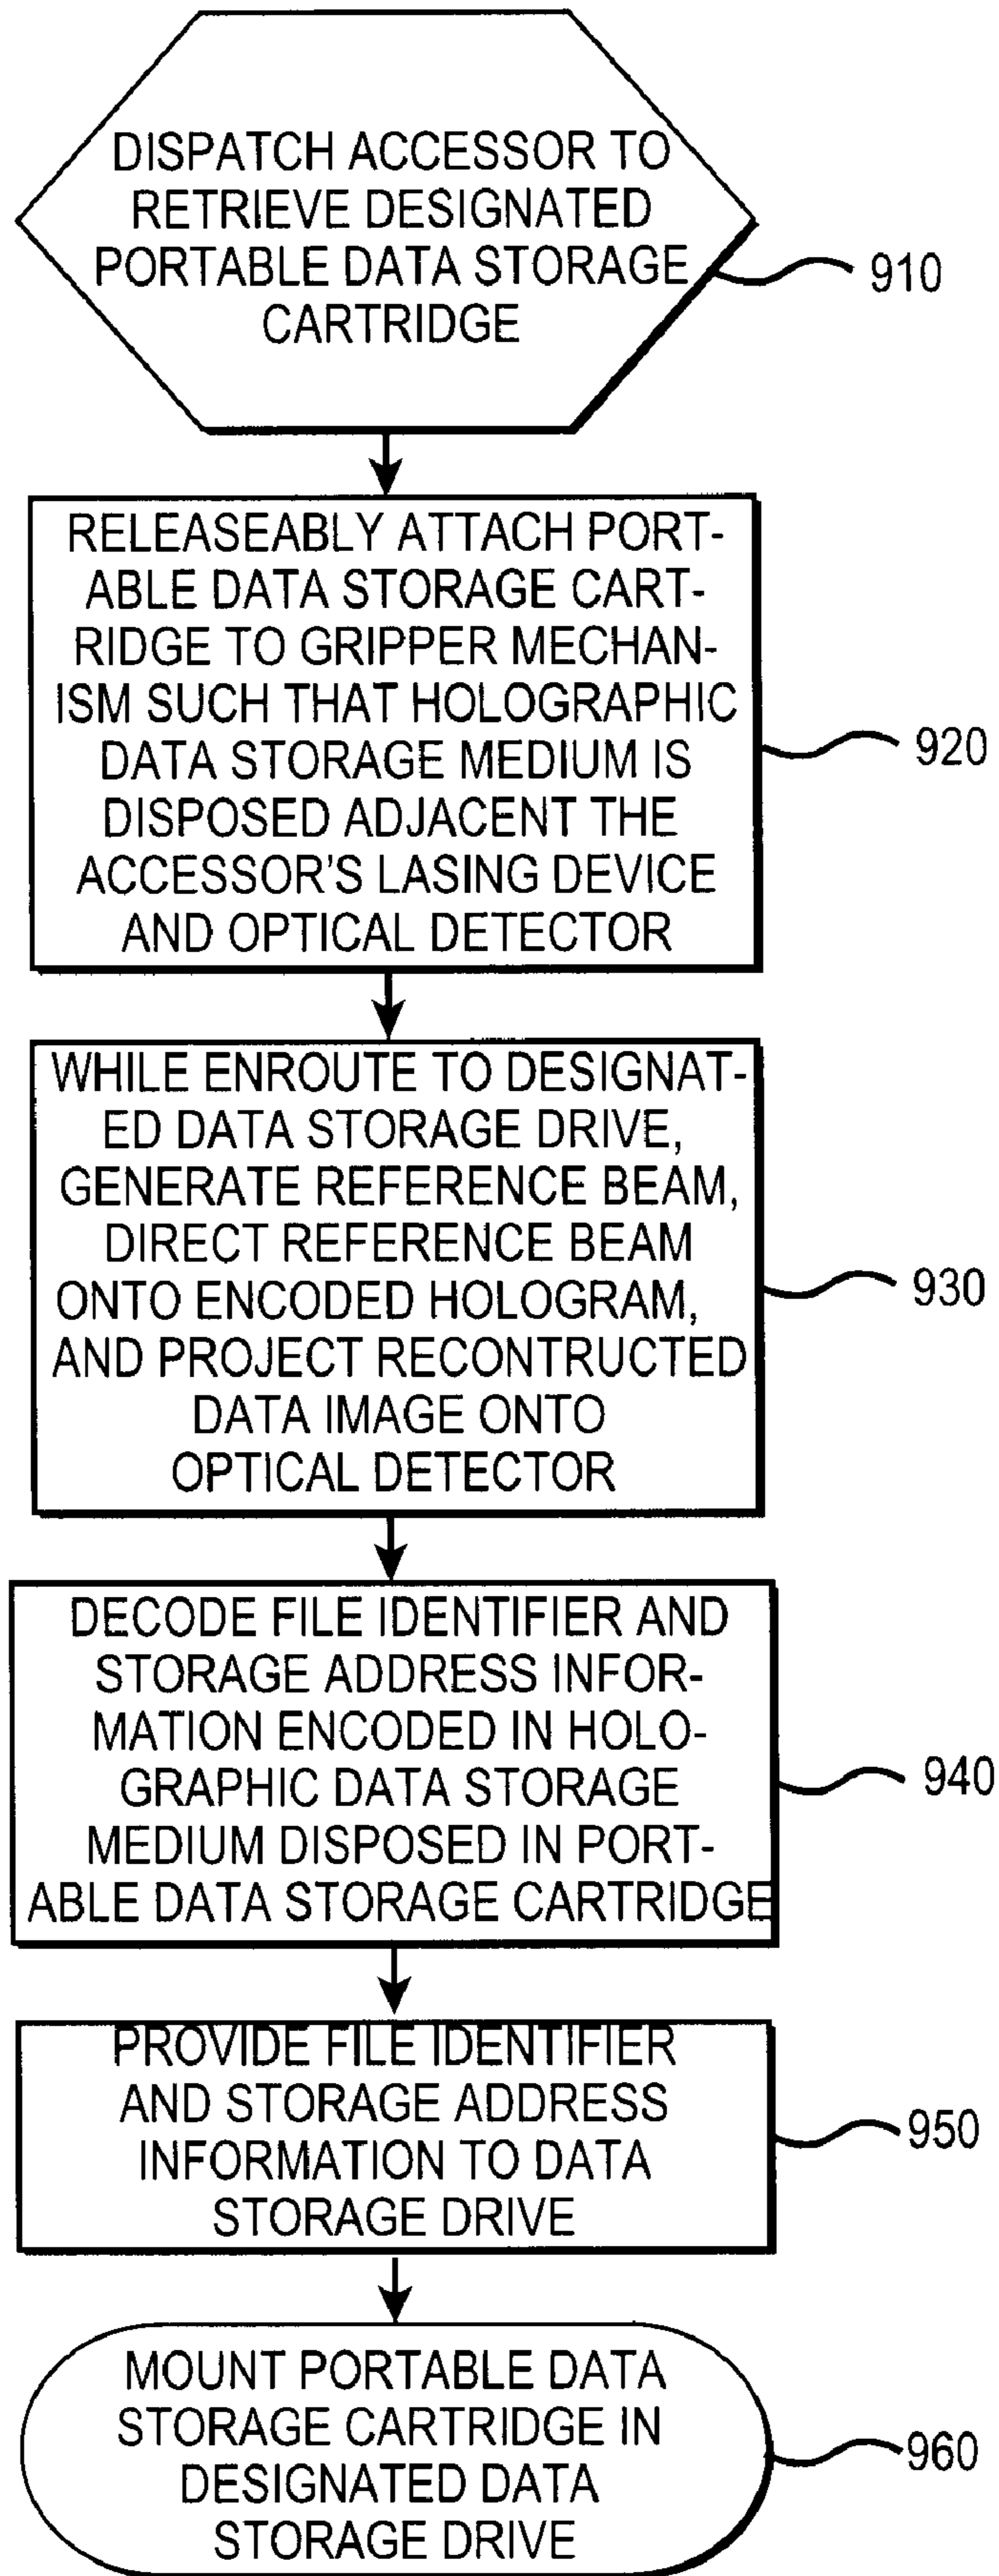 DISPATCH ACCESSOR TO
RETRIEVE DESIGNATED
PORTABLE DATA STORAGE
CARTRIDGE
910
RELEASEABLY ATTACH PORT-
ABLE DATA STORAGE CART-
RIDGE TO GRIPPER MECHAN-
ISM SUCH THAT HOLOGRAPHIC
DATA STORAGE MEDIUM IS
DISPOSED ADJACENT THE
ACCESSOR'S LASING DEVICE
AND OPTICAL DETECTOR
920
WHILE ENROUTE TO DESIGNAT-
ED DATA STORAGE DRIVE,
GENERATE REFERENCE BEAM,
DIRECT REFERENCE BEAM
ONTO ENCODED HOLOGRAM,
AND PROJECT RECONTRUCTED
DATA IMAGE ONTO
OPTICAL DETECTOR
930
DECODE FILE IDENTIFIER AND
STORAGE ADDRESS INFOR-
MATION ENCODED IN HOLO-
GRAPHIC DATA STORAGE
MEDIUM DISPOSED IN PORT-
ABLE DATA STORAGE CARTRIDGE
940
PROVIDE FILE IDENTIFIER
AND STORAGE ADDRESS
INFORMATION TO DATA
STORAGE DRIVE
950
MOUNT PORTABLE DATA
STORAGE CARTRIDGE IN
DESIGNATED DATA
STORAGE DRIVE
960